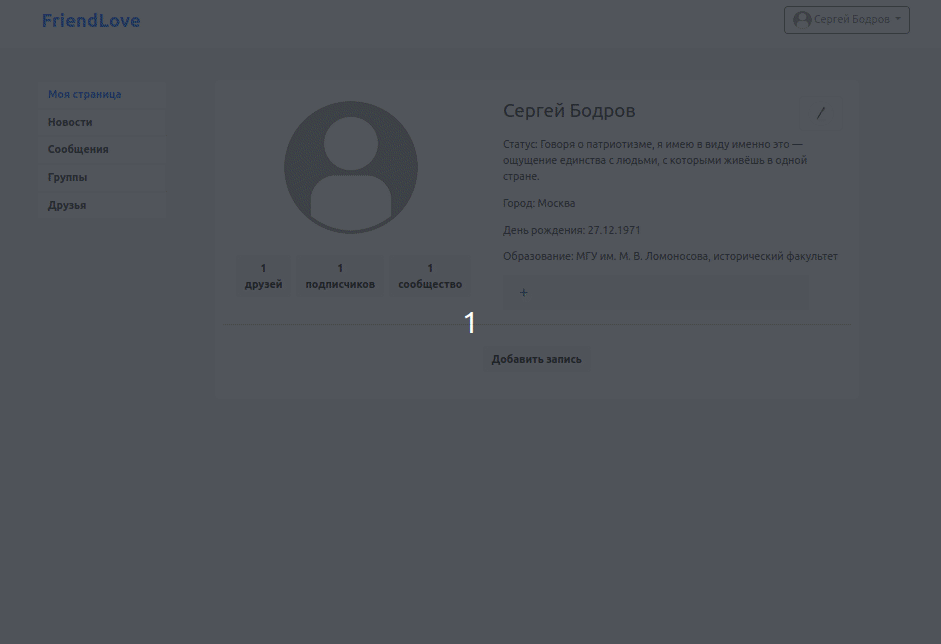 FriendLove
Сергей Бодров
Моя страница
Новости
Сообщения
Группы
Друзья
Сергей Бодров
Статус: Говоря о патриотизме, я имею в виду именно это —
ощущение единства с людьми, с которыми живёшь в одной
стране.
Город: Москва
День рождения: 27.12.1971
Образование: МГУ им. М. В. Ломоносова, исторический факультет
+
1 1 1
друзей подписчиков сообщество
1
Добавить запись